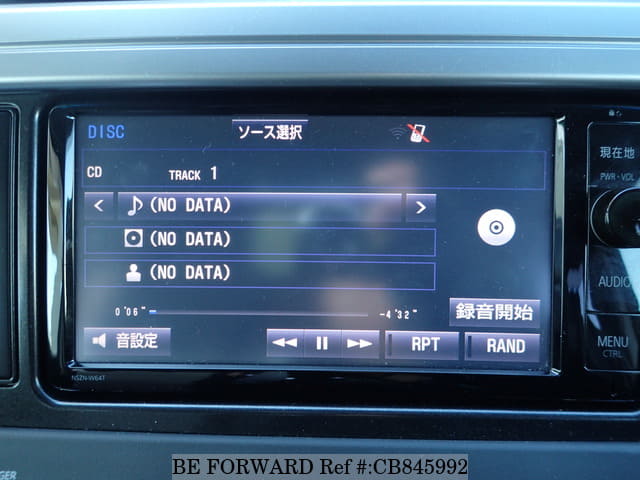 DISC ソース選択
CD TRACK 1
< (NO DATA) >
(NO DATA)
(NO DATA)
0'06" -4'32"
録音開始
音設定 RPT RAND
NSZN-W64T
現在地
PWR・VOL
AUDIO
MENU
CTRL
BE FORWARD Ref #:CB845992